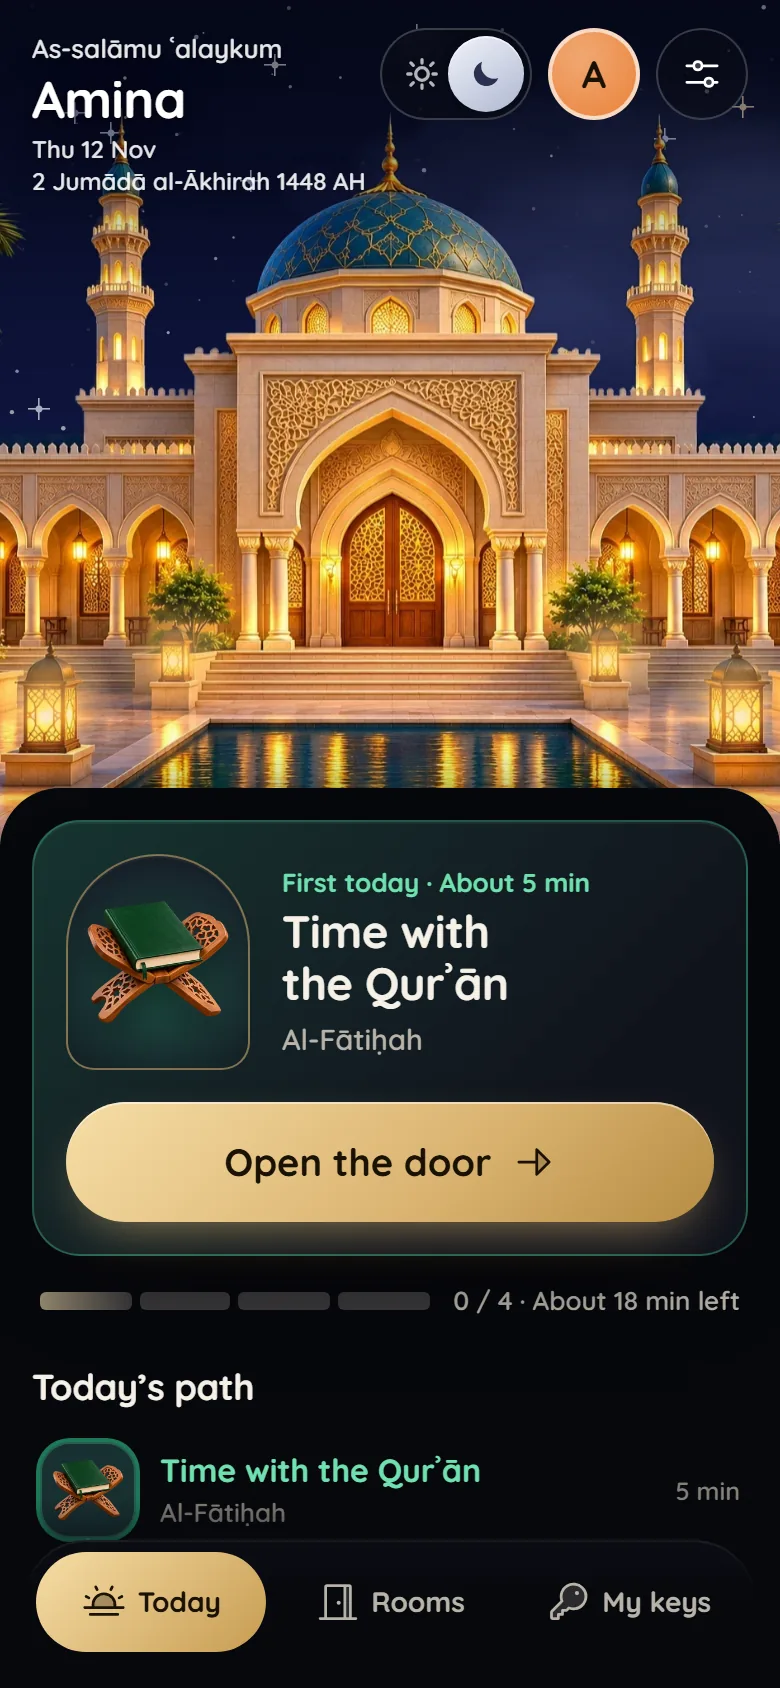 As-salāmu ʿalaykum
Amina
A
Thu 12 Nov
2 Jumādā al-Ākhirah 1448 AH
First today · About 5 min
Time with
the Qurʾān
Al-Fātiḥah
Open the door
0 / 4 · About 18 min left
Today’s path
Time with the Qurʾān
Al-Fātiḥah
5 min
Today
Rooms
My keys